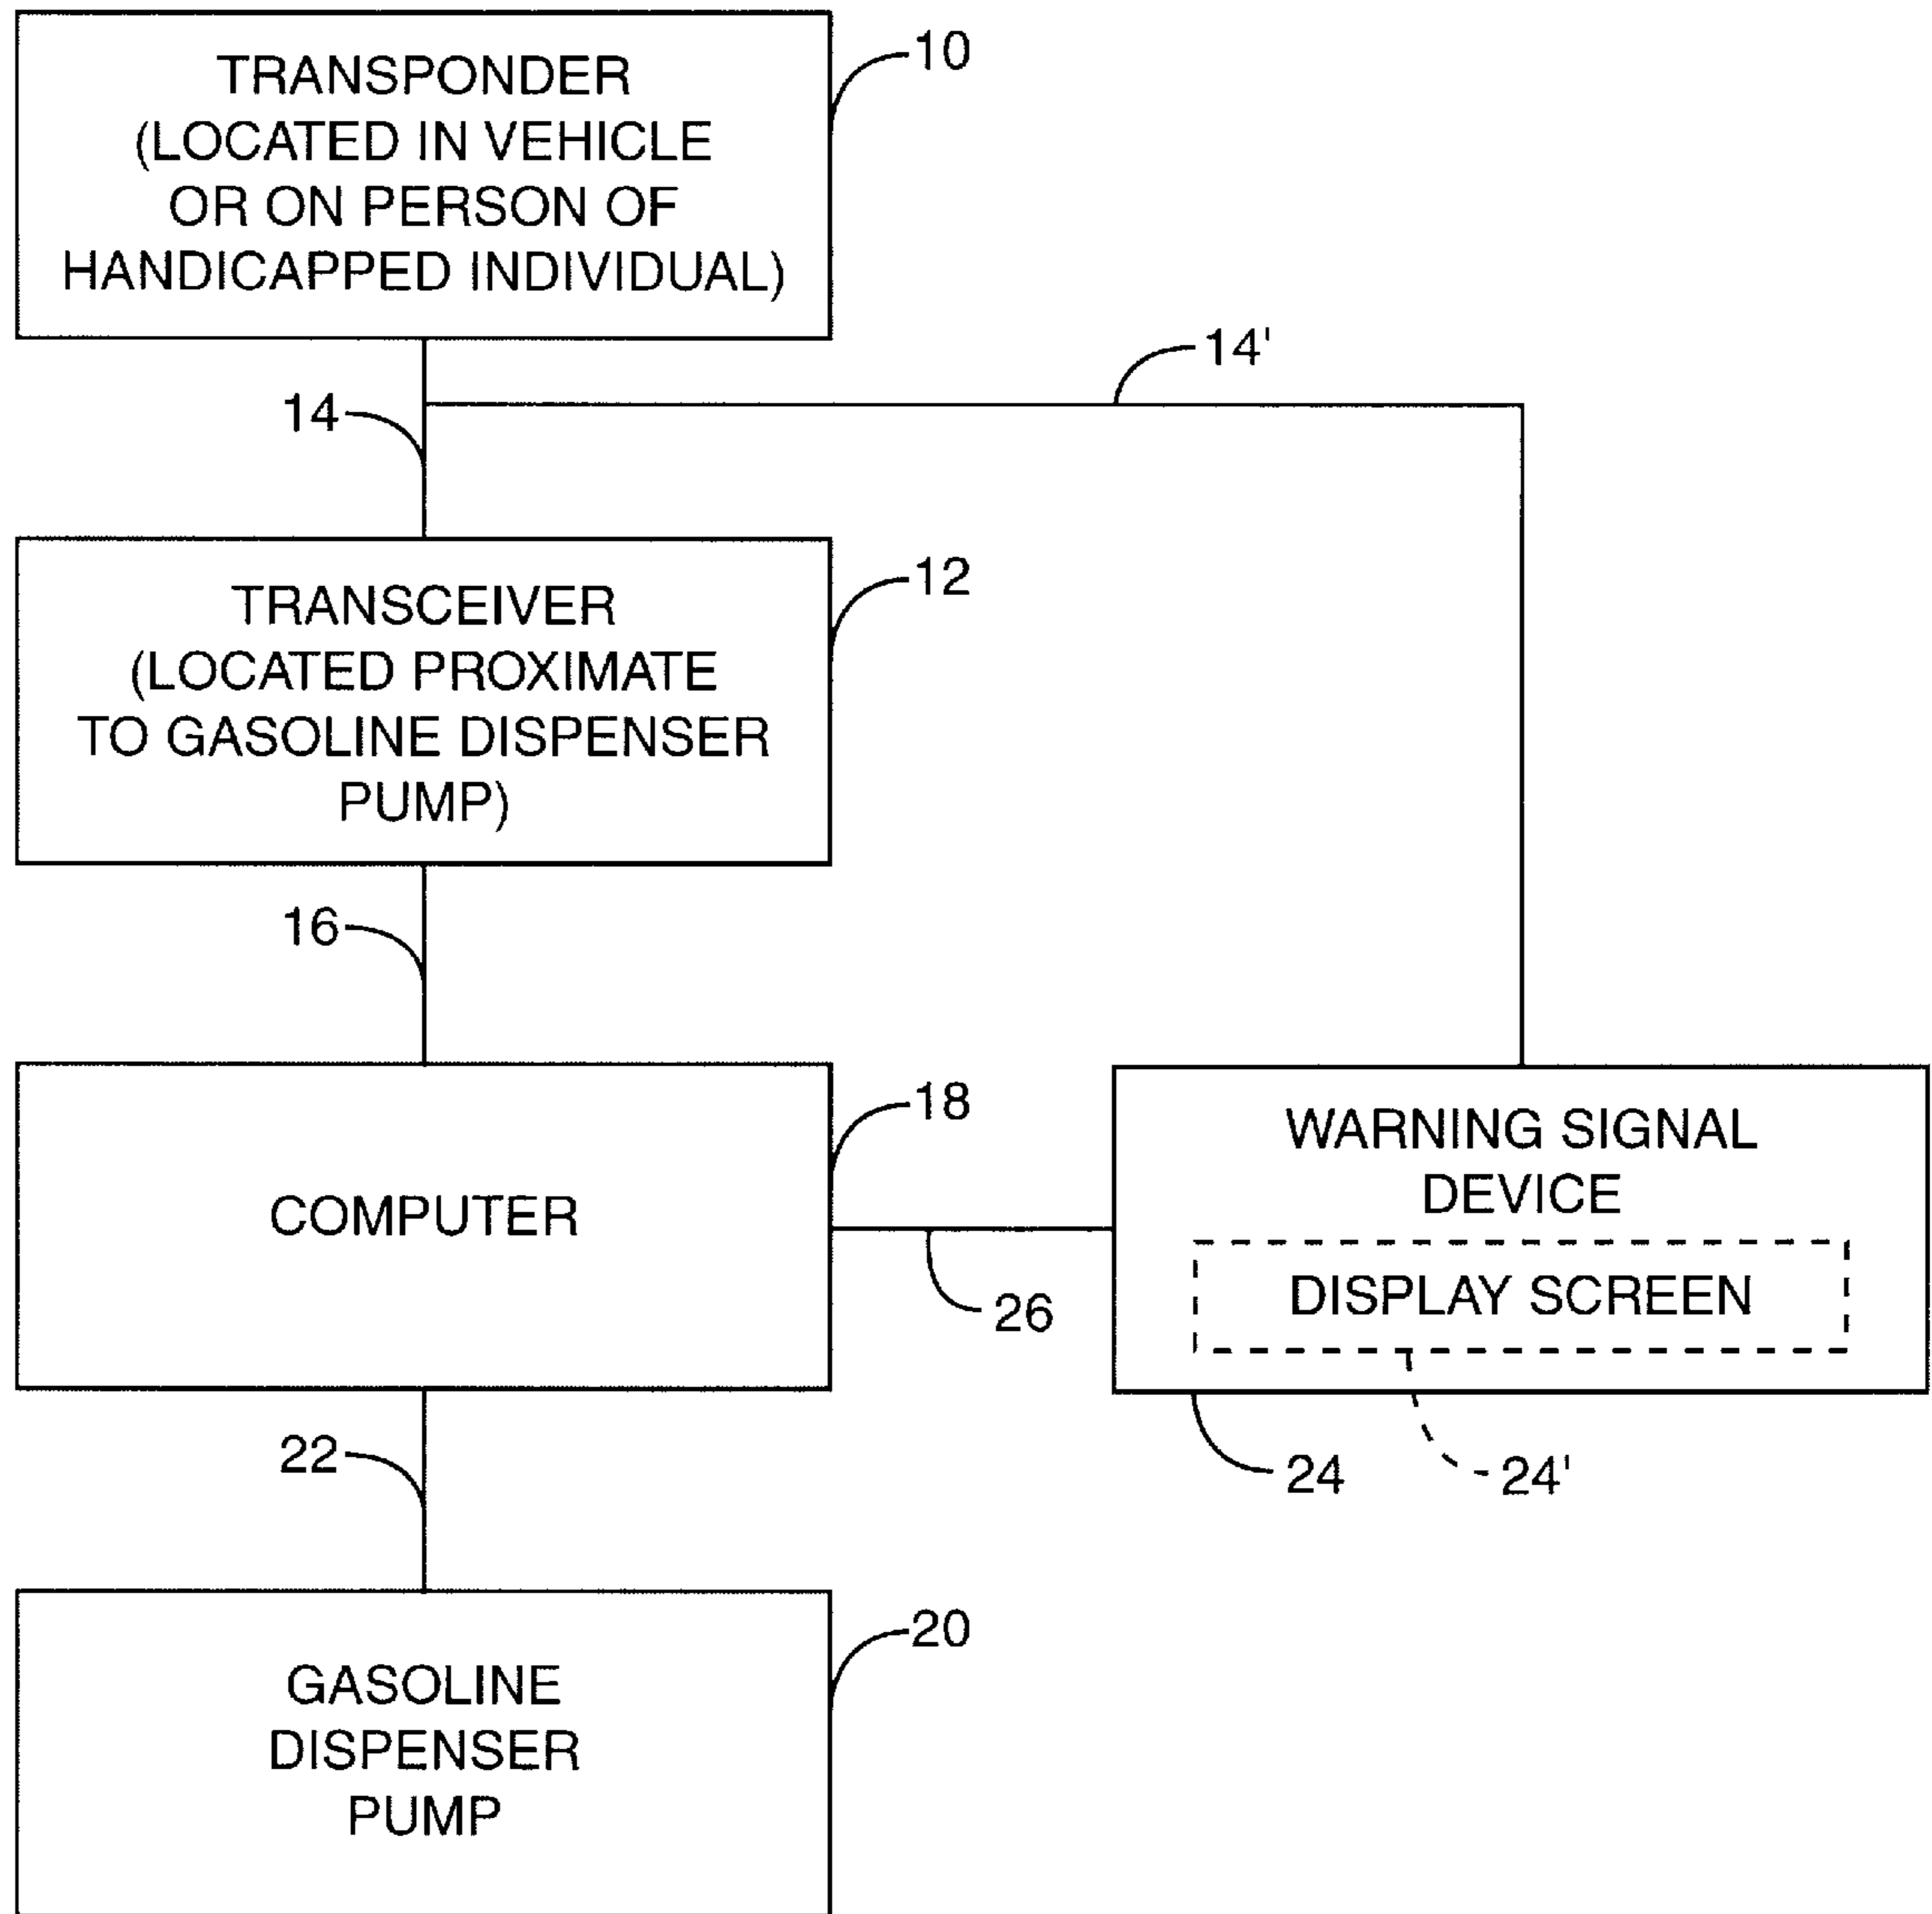 TRANSPONDER
(LOCATED IN VEHICLE
OR ON PERSON OF
HANDICAPPED INDIVIDUAL)
10
14'
14
TRANSCEIVER
(LOCATED PROXIMATE
TO GASOLINE DISPENSER
PUMP)
12
16
COMPUTER
18
26
WARNING SIGNAL
DEVICE
DISPLAY SCREEN
24
24'
22
GASOLINE
DISPENSER
PUMP
20